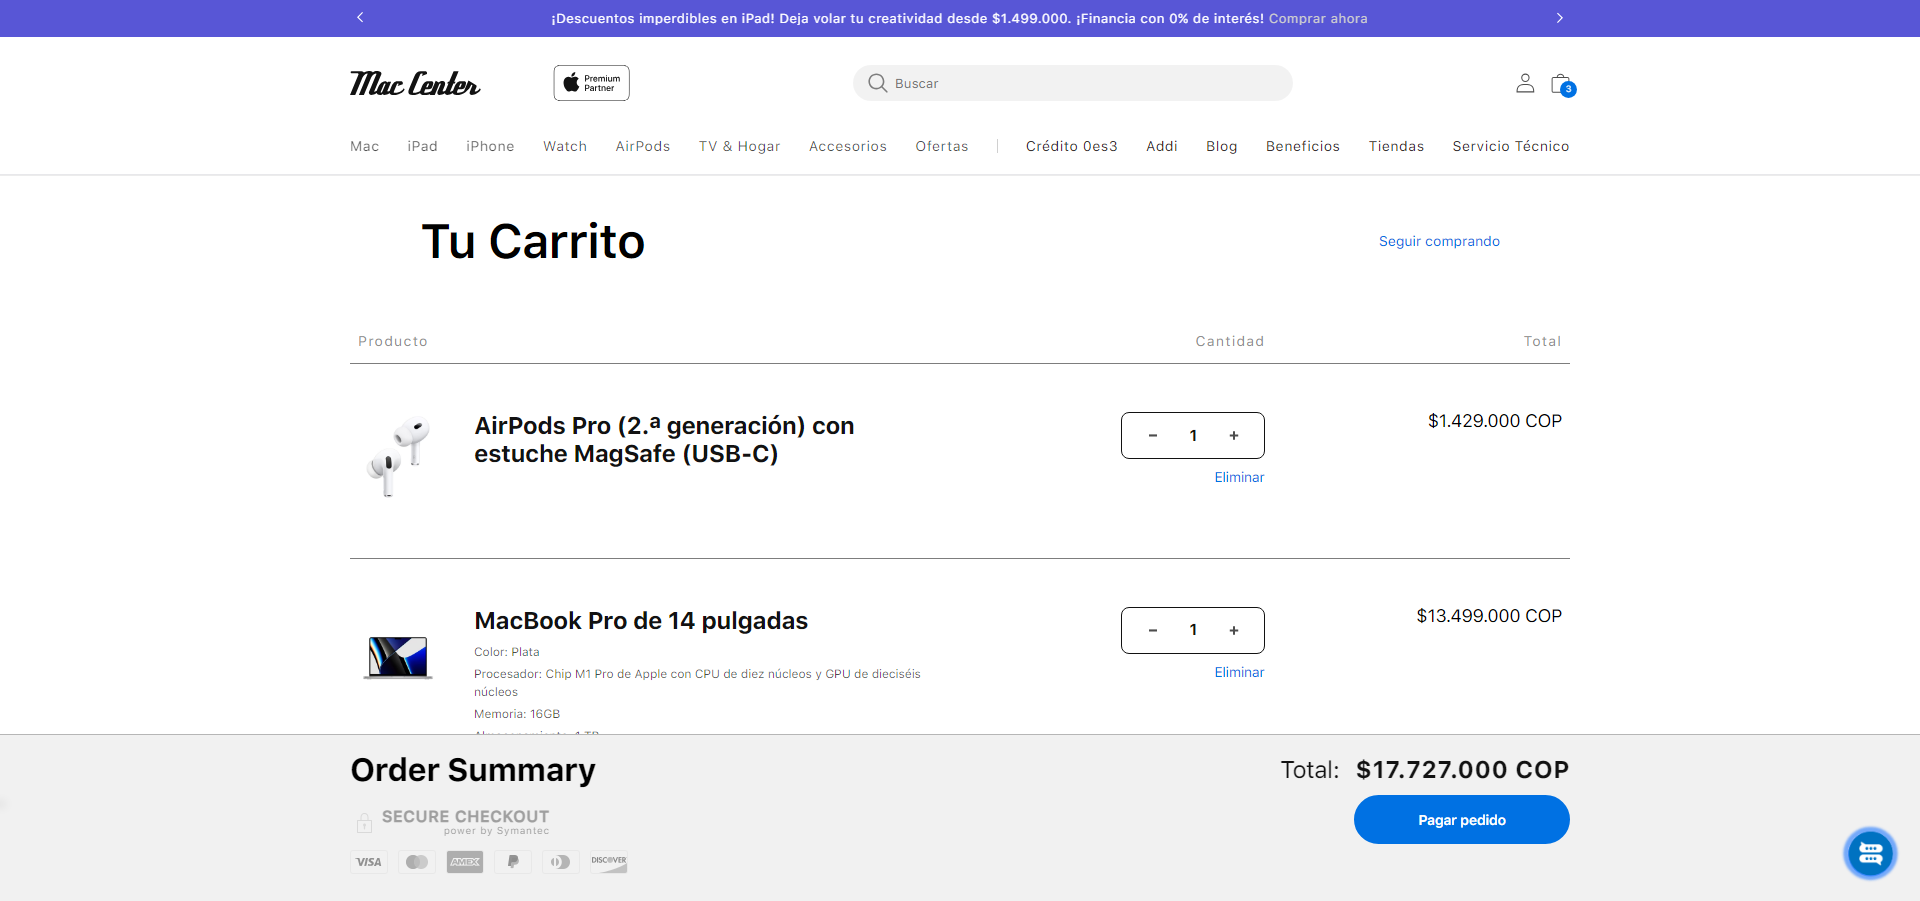 ¡Descuentos imperdibles en iPad! Deja volar tu creatividad desde $1.499.000. ¡Financia con 0% de interés! Comprar ahora
Mac Center
Premium
Partner
Buscar
3
Mac iPad iPhone Watch AirPods TV & Hogar Accesorios Ofertas Crédito 0es3 Addi Blog Beneficios Tiendas Servicio Técnico
Tu Carrito
Seguir comprando
Producto Cantidad Total
AirPods Pro (2.ª generación) con
estuche MagSafe (USB-C)
- 1 +
Eliminar
$1.429.000 COP
MacBook Pro de 14 pulgadas
Color: Plata
Procesador: Chip M1 Pro de Apple con CPU de diez núcleos y GPU de dieciséis
núcleos
Memoria: 16GB
- 1 +
Eliminar
$13.499.000 COP
Order Summary
SECURE CHECKOUT
power by Symantec
VISA AMEX DISCOVER
Total: $17.727.000 COP
Pagar pedido